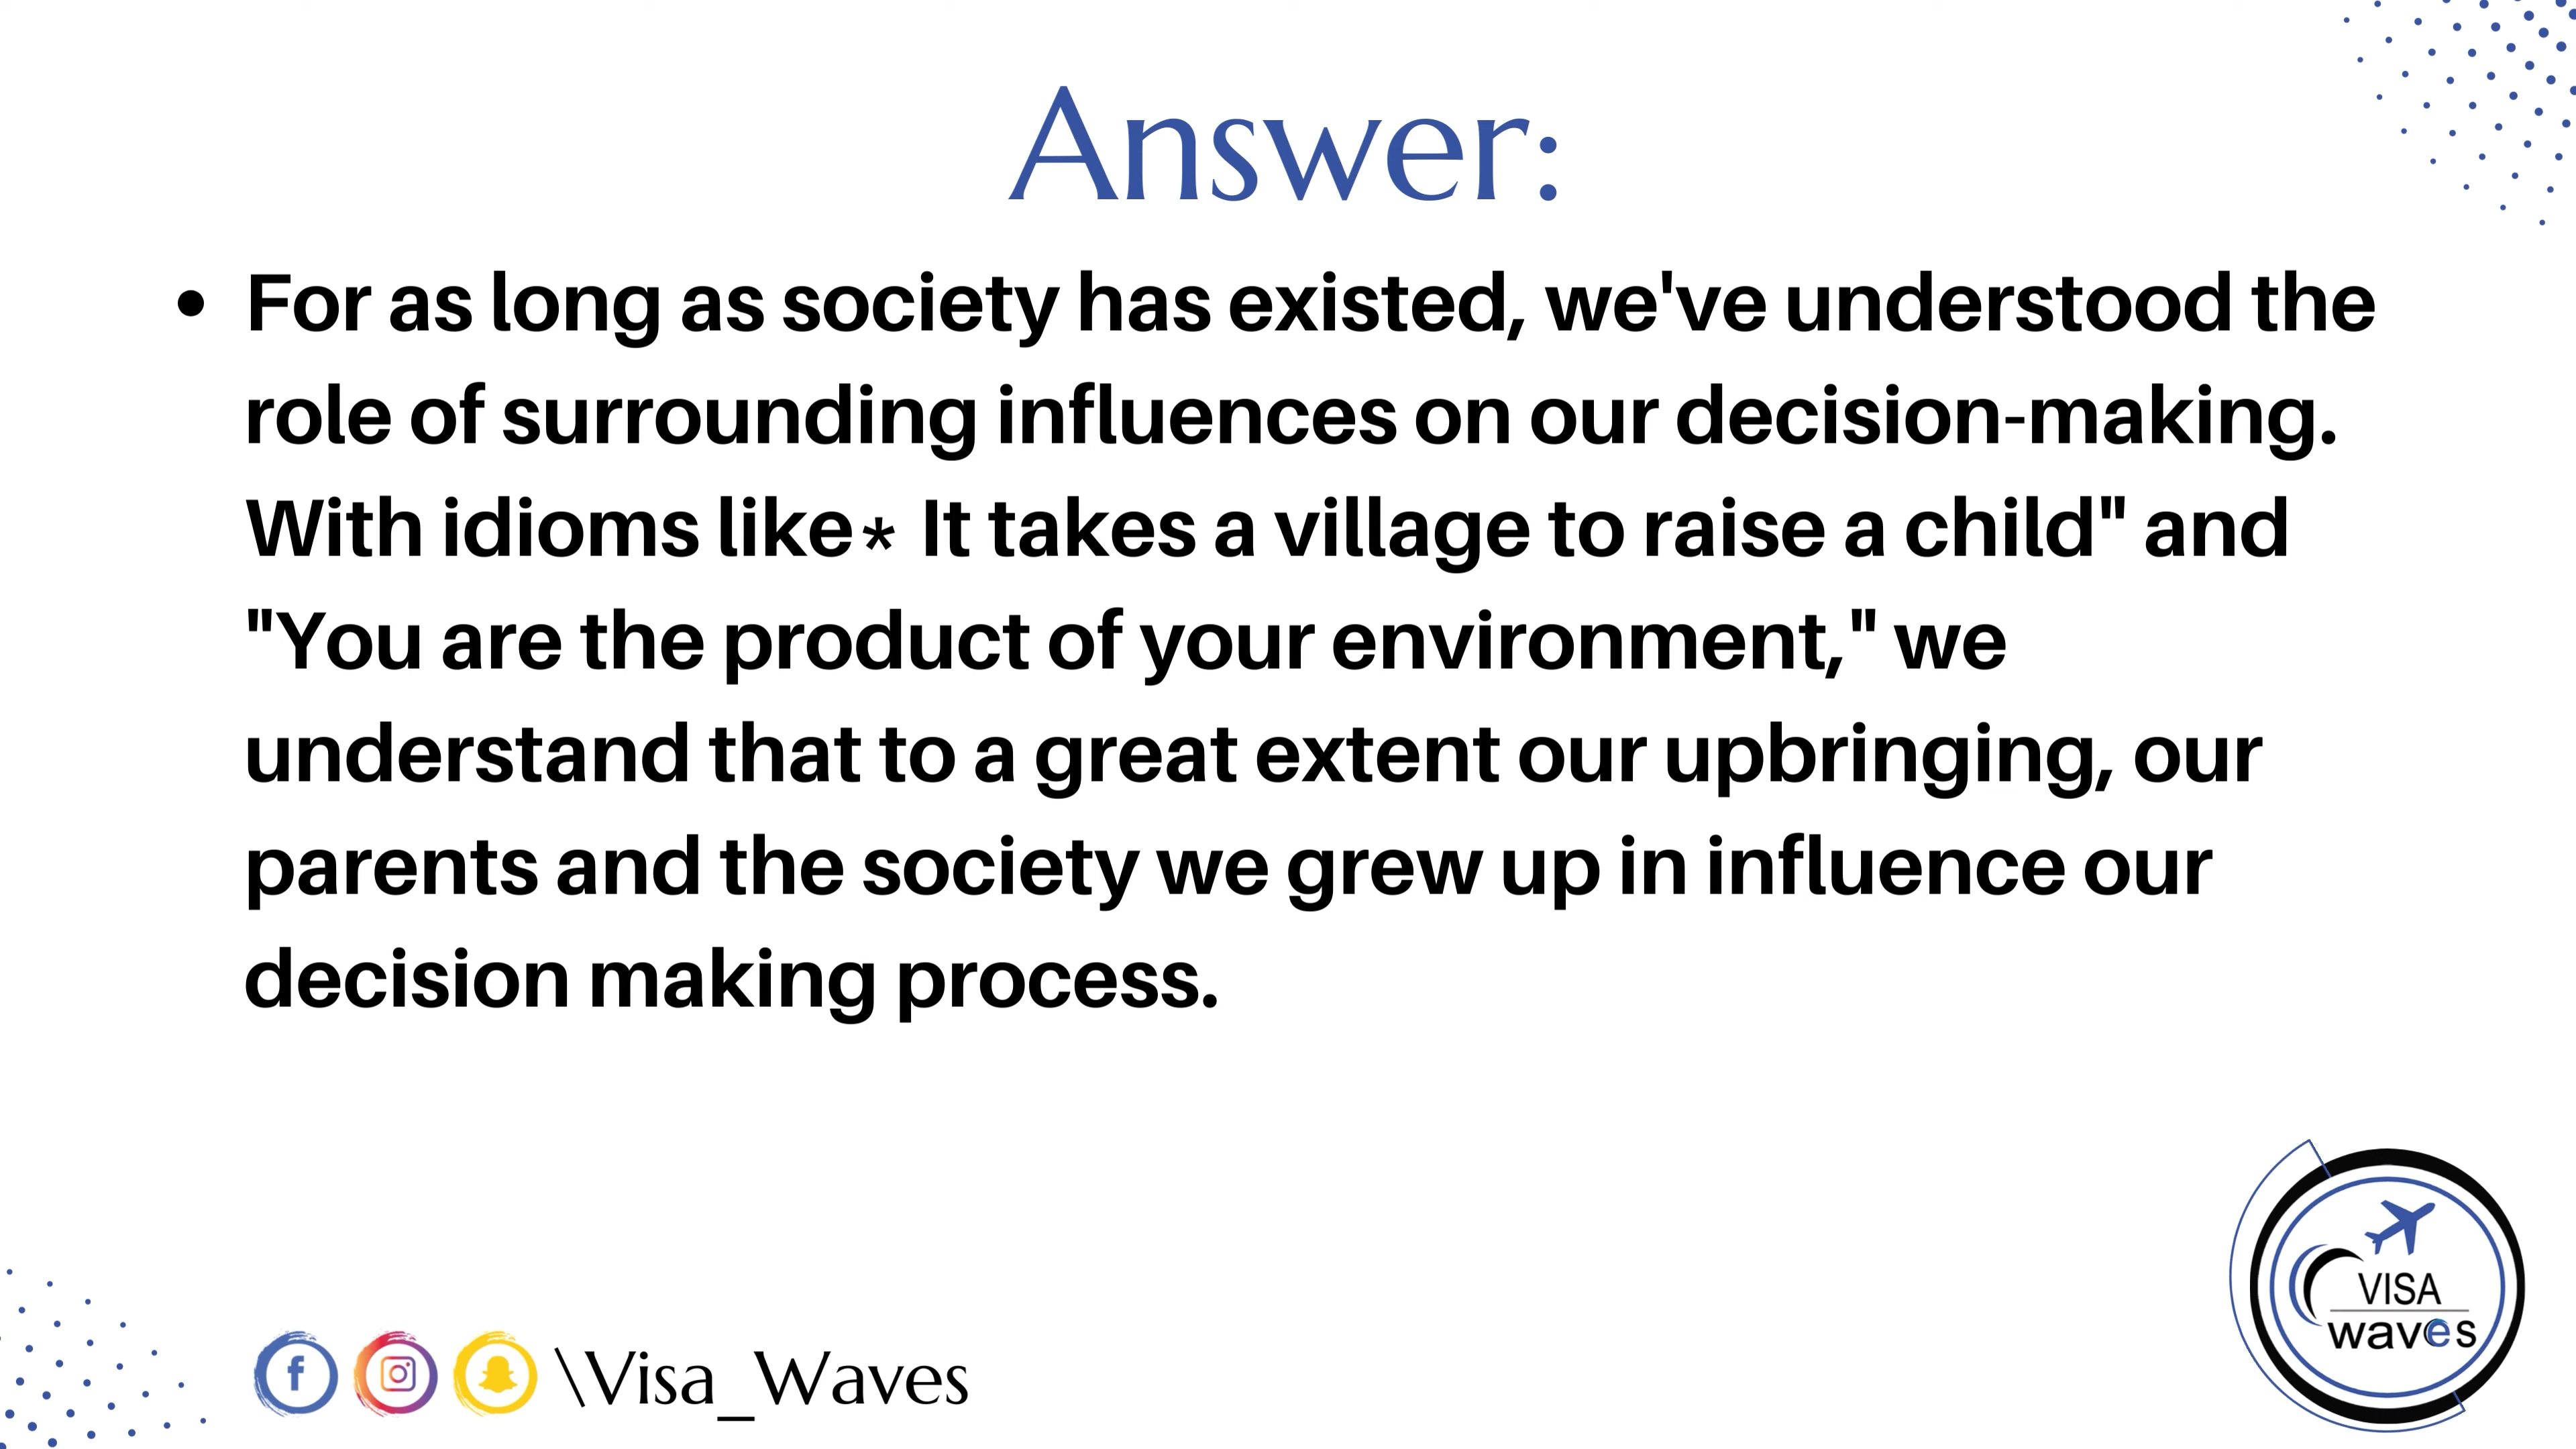 Answer:
• For as long as society has existed, we've understood the
role of surrounding influences on our decision-making.
With idioms like* It takes a village to raise a child" and
"You are the product of your environment," we
understand that to a great extent our upbringing, our
parents and the society we grew up in influence our
decision making process.
VISA
waves
\Visa_Waves